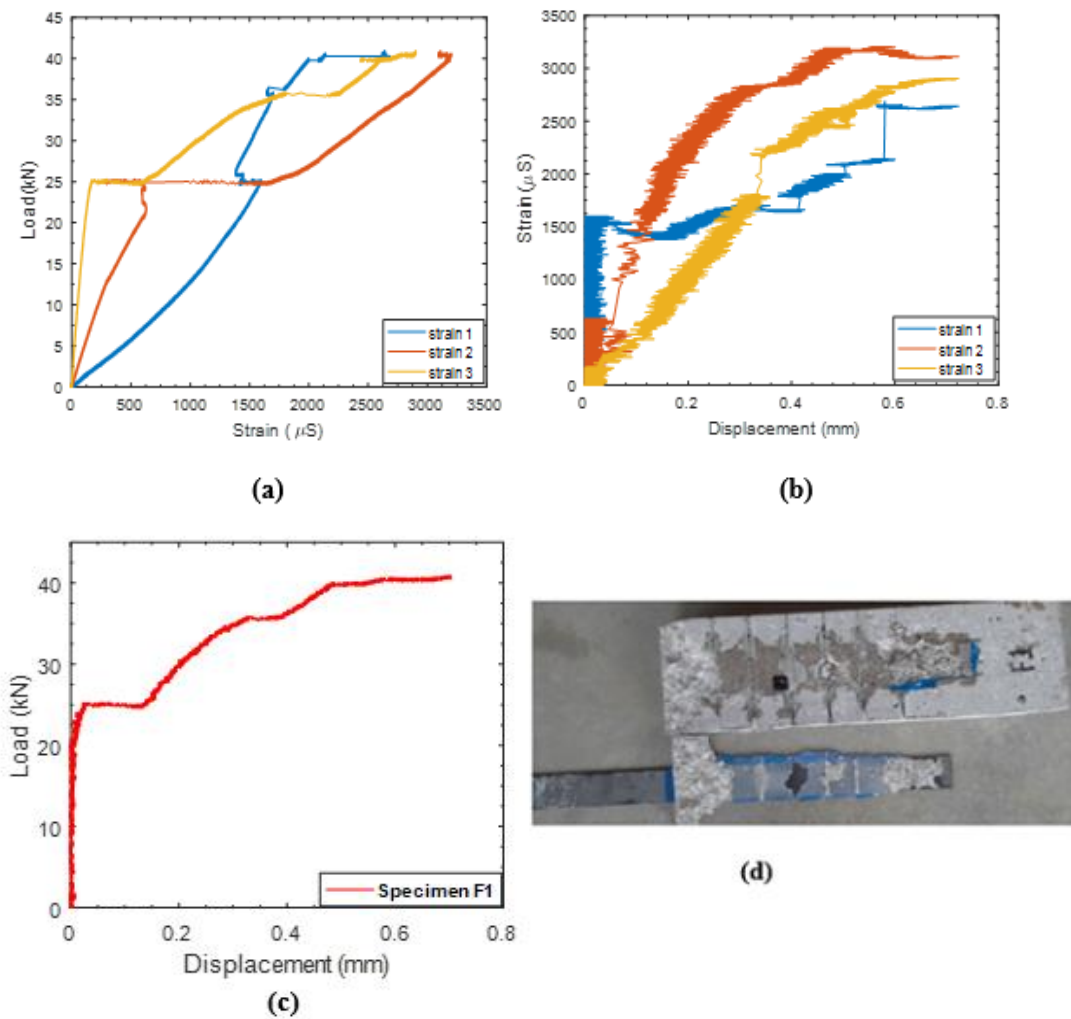 45
40
35
30
25
20
15
10
5
0
Load(kN)
0 500 1000 1500 2000 2500 3000 3500
Strain ( μS)
strain 1
strain 2
strain 3
(a)
3500
3000
2500
2000
1500
1000
500
0
Strain (μ S)
0 0.2 0.4 0.6 0.8
Displacement (mm)
strain 1
strain 2
strain 3
(b)
40
30
20
10
0
Load (kN)
0 0.2 0.4 0.6 0.8
Displacement (mm)
Specimen F1
(c)
F1
(d)